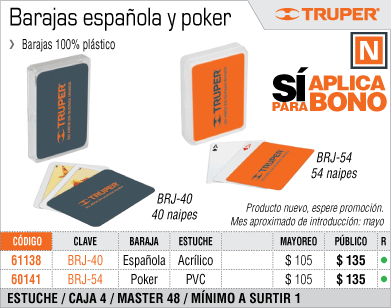 Barajas española y poker
TRUPER®
Barajas 100% plástico
N
SÍ APLICA
PARA BONO
TRUPER®
TRUPER®
BRJ-40
40 naipes
BRJ-54
54 naipes
Producto nuevo, espere promoción.
Mes aproximado de introducción: mayo
CÓDIGO CLAVE BARAJA ESTUCHE MAYOREO PÚBLICO R
61138 BRJ-40 Española Acrílico $ 105 $ 135
60141 BRJ-54 Poker PVC $ 105 $ 135
ESTUCHE / CAJA 4 / MASTER 48 / MÍNIMO A SURTIR 1